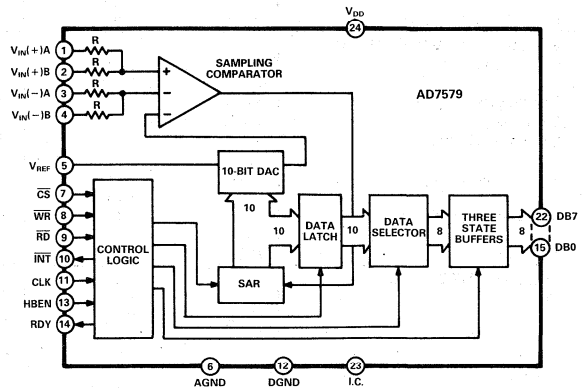 VDD
24
VIN(+)A 1 R
VIN(+)B 2 R
VIN(−)A 3 R
VIN(−)B 4 R
+
−
−
SAMPLING
COMPARATOR
AD7579
VREF 5
10-BIT DAC
CS 7
WR 8
RD 9
INT 10
CLK 11
HBEN 13
RDY 14
CONTROL
LOGIC
10
10
SAR
DATA
LATCH
10
DATA
SELECTOR
8
THREE
STATE
BUFFERS
8
22 DB7
15 DB0
6
AGND
12
DGND
23
I.C.